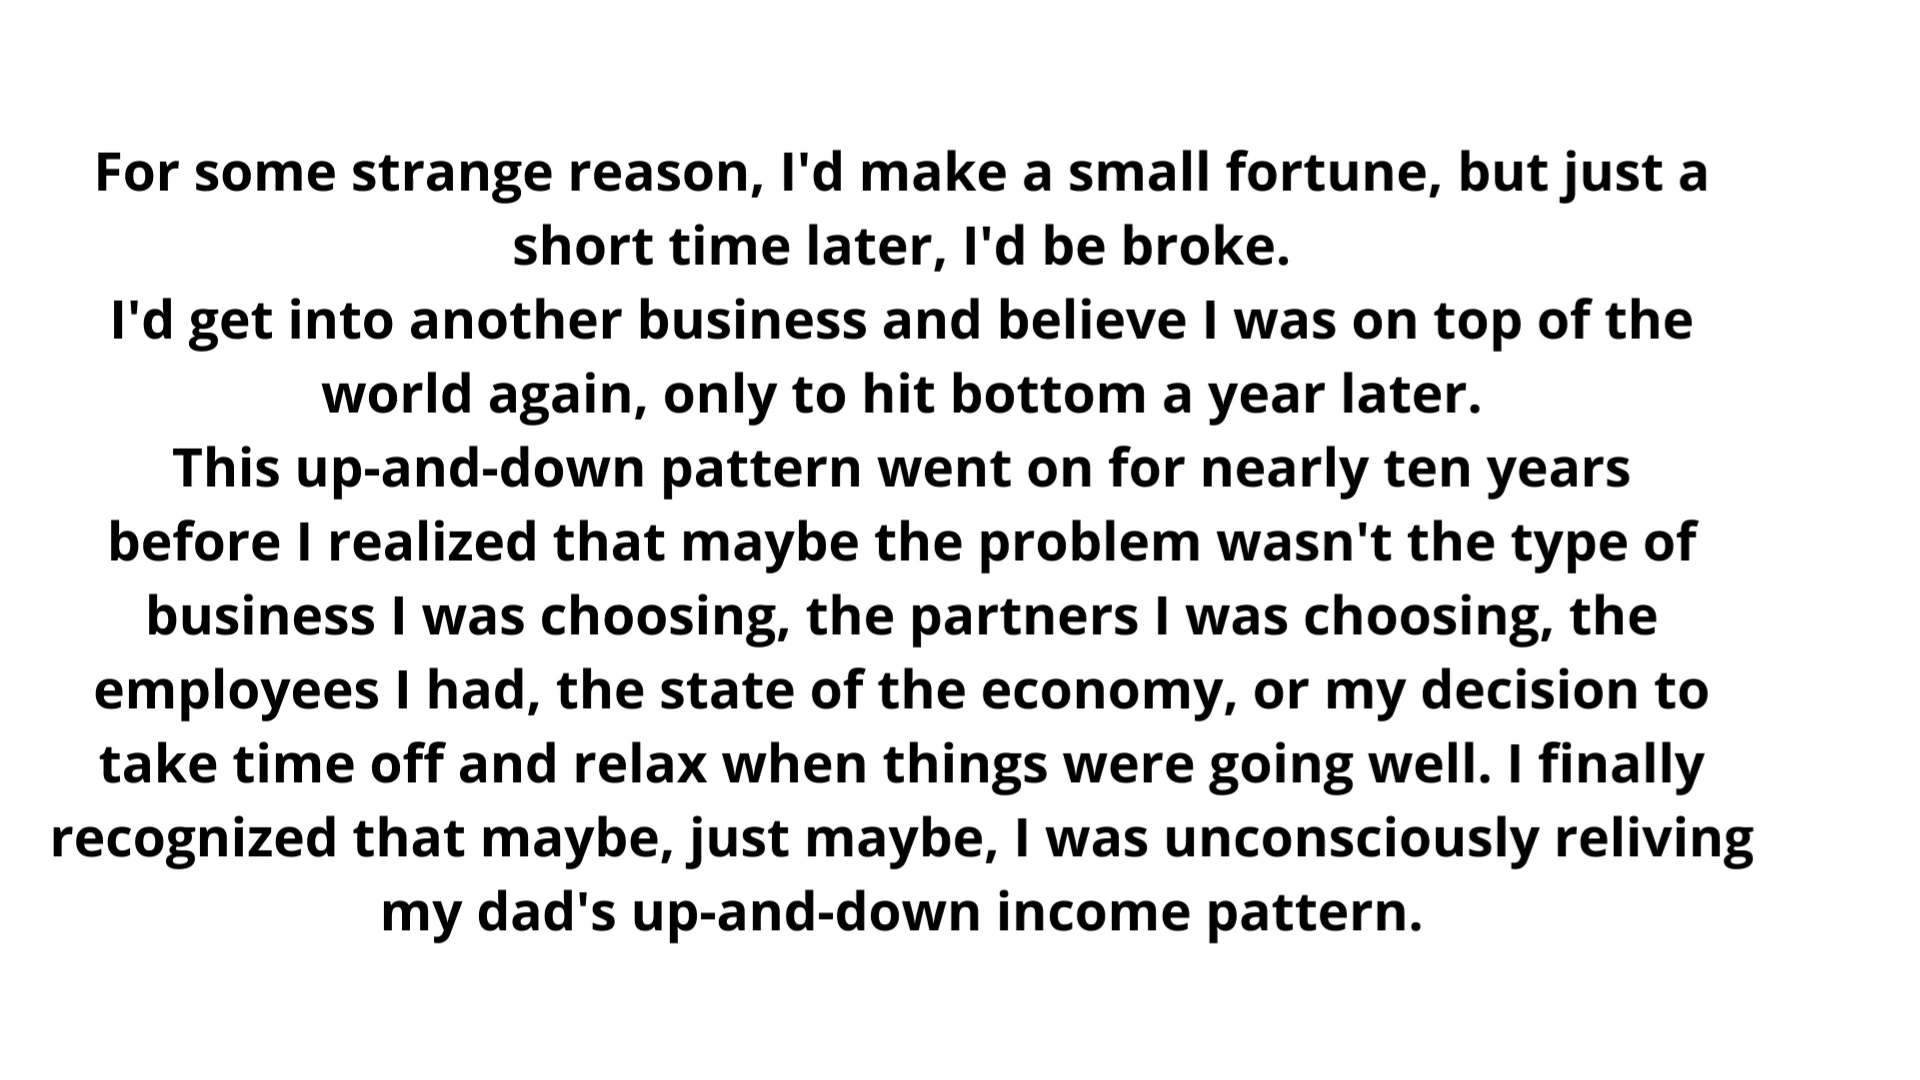 For some strange reason, I'd make a small fortune, but just a
short time later, I'd be broke.
I'd get into another business and believe I was on top of the
world again, only to hit bottom a year later.
This up-and-down pattern went on for nearly ten years
before I realized that maybe the problem wasn't the type of
business I was choosing, the partners I was choosing, the
employees I had, the state of the economy, or my decision to
take time off and relax when things were going well. I finally
recognized that maybe, just maybe, I was unconsciously reliving
my dad's up-and-down income pattern.